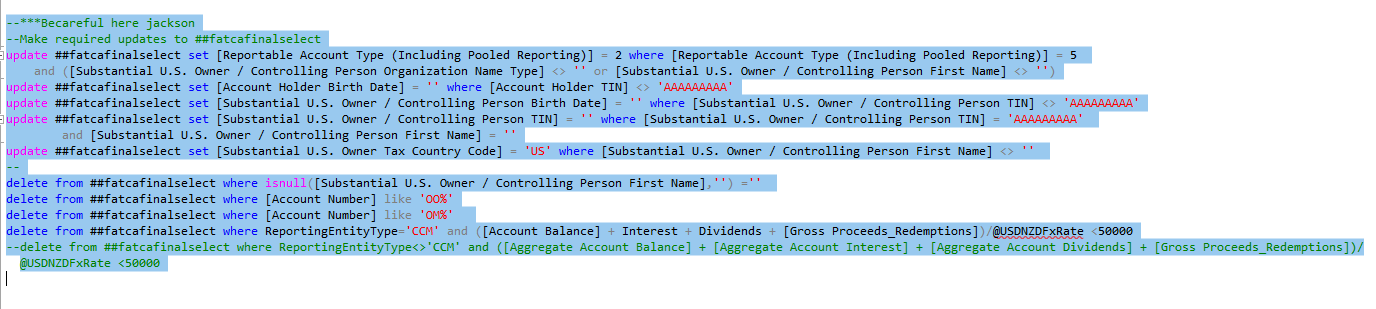 --***Becareful here jackson
--Make required updates to ##fatcafinalselect
update ##fatcafinalselect set [Reportable Account Type (Including Pooled Reporting)] = 2 where [Reportable Account Type (Including Pooled Reporting)] = 5
and ([Substantial U.S. Owner / Controlling Person Organization Name Type] <> '' or [Substantial U.S. Owner / Controlling Person First Name] <> '')
update ##fatcafinalselect set [Account Holder Birth Date] = '' where [Account Holder TIN] <> 'AAAAAAAAA'
update ##fatcafinalselect set [Substantial U.S. Owner / Controlling Person Birth Date] = '' where [Substantial U.S. Owner / Controlling Person TIN] <> 'AAAAAAAAA'
update ##fatcafinalselect set [Substantial U.S. Owner / Controlling Person TIN] = '' where [Substantial U.S. Owner / Controlling Person TIN] = 'AAAAAAAAA'
and [Substantial U.S. Owner / Controlling Person First Name] = ''
update ##fatcafinalselect set [Substantial U.S. Owner Tax Country Code] = 'US' where [Substantial U.S. Owner / Controlling Person First Name] <> ''
--
delete from ##fatcafinalselect where isnull([Substantial U.S. Owner / Controlling Person First Name],'') =''
delete from ##fatcafinalselect where [Account Number] like 'OO%'
delete from ##fatcafinalselect where [Account Number] like 'OM%'
delete from ##fatcafinalselect where ReportingEntityType='CCM' and ([Account Balance] + Interest + Dividends + [Gross Proceeds_Redemptions])/@USDNZDFxRate <50000
--delete from ##fatcafinalselect where ReportingEntityType<>'CCM' and ([Aggregate Account Balance] + [Aggregate Account Interest] + [Aggregate Account Dividends] + [Gross Proceeds_Redemptions])/
@USDNZDFxRate <50000